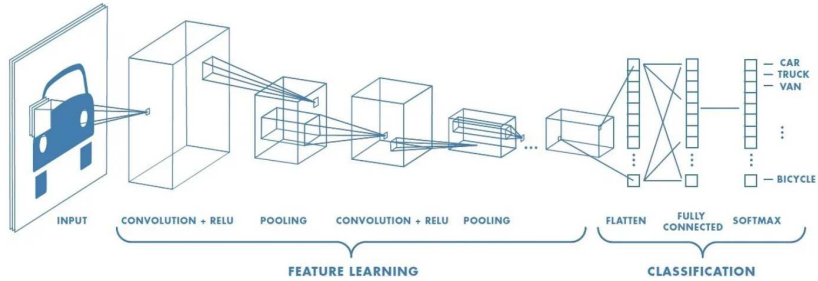 CAR
TRUCK
VAN
BICYCLE
INPUT
CONVOLUTION + RELU
POOLING
CONVOLUTION + RELU
POOLING
FLATTEN
FULLY
CONNECTED
SOFTMAX
FEATURE LEARNING
CLASSIFICATION